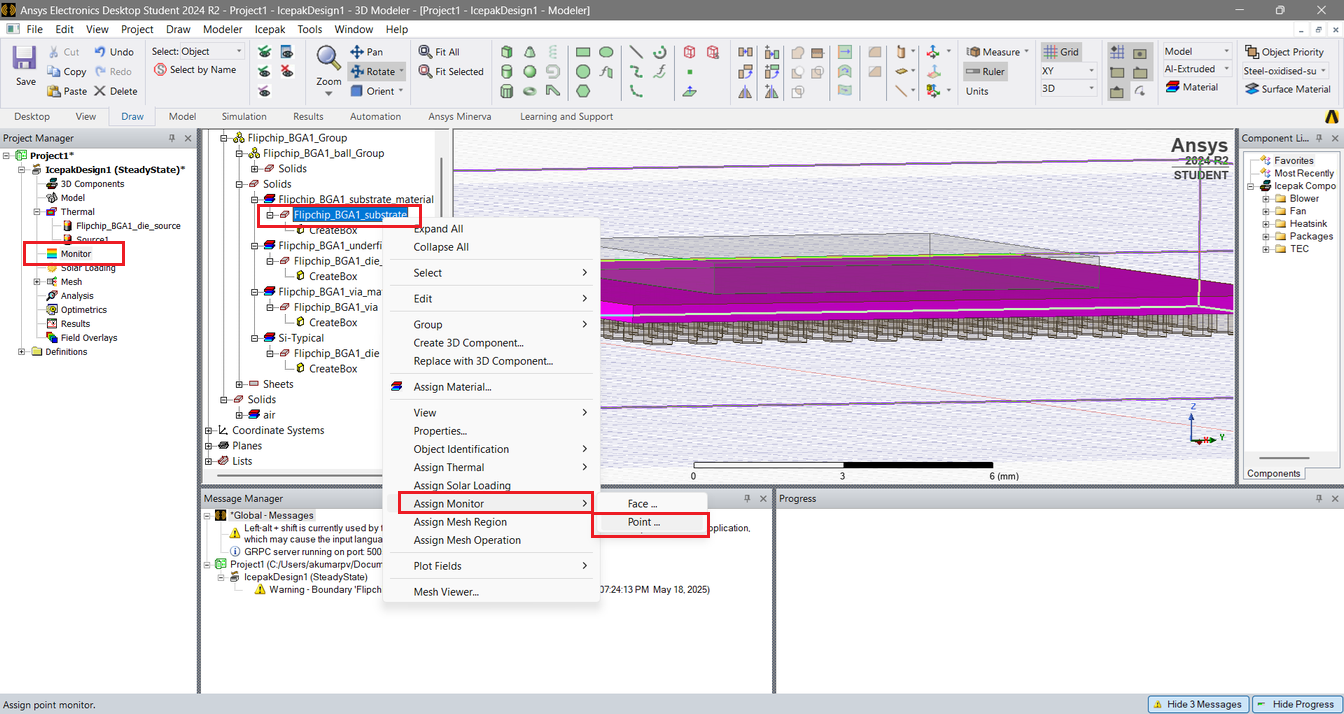 Ansys Electronics Desktop Student 2024 R2 - Project1 - IcepakDesign1 - 3D Modeler - [Project1 - IcepakDesign1 - Modeler]
File Edit View Project Draw Modeler Icepak Tools Window Help
Save
Cut
Copy
Paste
Undo
Redo
Delete
Select: Object
Select by Name
Zoom
Pan
Rotate
Orient
Fit All
Fit Selected
Measure
Ruler
Units
Grid
XY
3D
Model
Al-Extruded
Material
Object Priority
Steel-oxidised-su
Surface Material
Desktop View Draw Model Simulation Results Automation Ansys Minerva Learning and Support
Project Manager
Project1*
IcepakDesign1 (SteadyState)*
3D Components
Model
Thermal
Flipchip_BGA1_die_source
Source1
Monitor
Solar Loading
Mesh
Analysis
Optimetrics
Results
Field Overlays
Definitions
Flipchip_BGA1_Group
Flipchip_BGA1_ball_Group
Solids
Solids
Flipchip_BGA1_substrate_material
Flipchip_BGA1_substrate
CreateBox
Flipchip_BGA1_underfi
Flipchip_BGA1_die_
CreateBox
Flipchip_BGA1_via_ma
Flipchip_BGA1_via
CreateBox
Si-Typical
Flipchip_BGA1_die
CreateBox
Sheets
Solids
air
Coordinate Systems
Planes
Lists
Expand All
Collapse All
Select
Edit
Group
Create 3D Component...
Replace with 3D Component...
Assign Material...
View
Properties...
Object Identification
Assign Thermal
Assign Solar Loading
Assign Monitor
Assign Mesh Region
Assign Mesh Operation
Plot Fields
Mesh Viewer...
Face ...
Point ...
Ansys
2024 R2
STUDENT
Z
X
Y
0 3 6 (mm)
Component Li...
Favorites
Most Recently
Icepak Compo
Blower
Fan
Heatsink
Packages
TEC
Components
Message Manager
*Global - Messages
Left-alt + shift is currently used by t
pplication,
which may cause the input langua
GRPC server running on port: 500
Project1 (C:/Users/akumarpv/Docum
IcepakDesign1 (SteadyState)
Warning - Boundary 'Flipch
07:24:13 PM May 18, 2025)
Progress
Assign point monitor.
Hide 3 Messages
Hide Progress